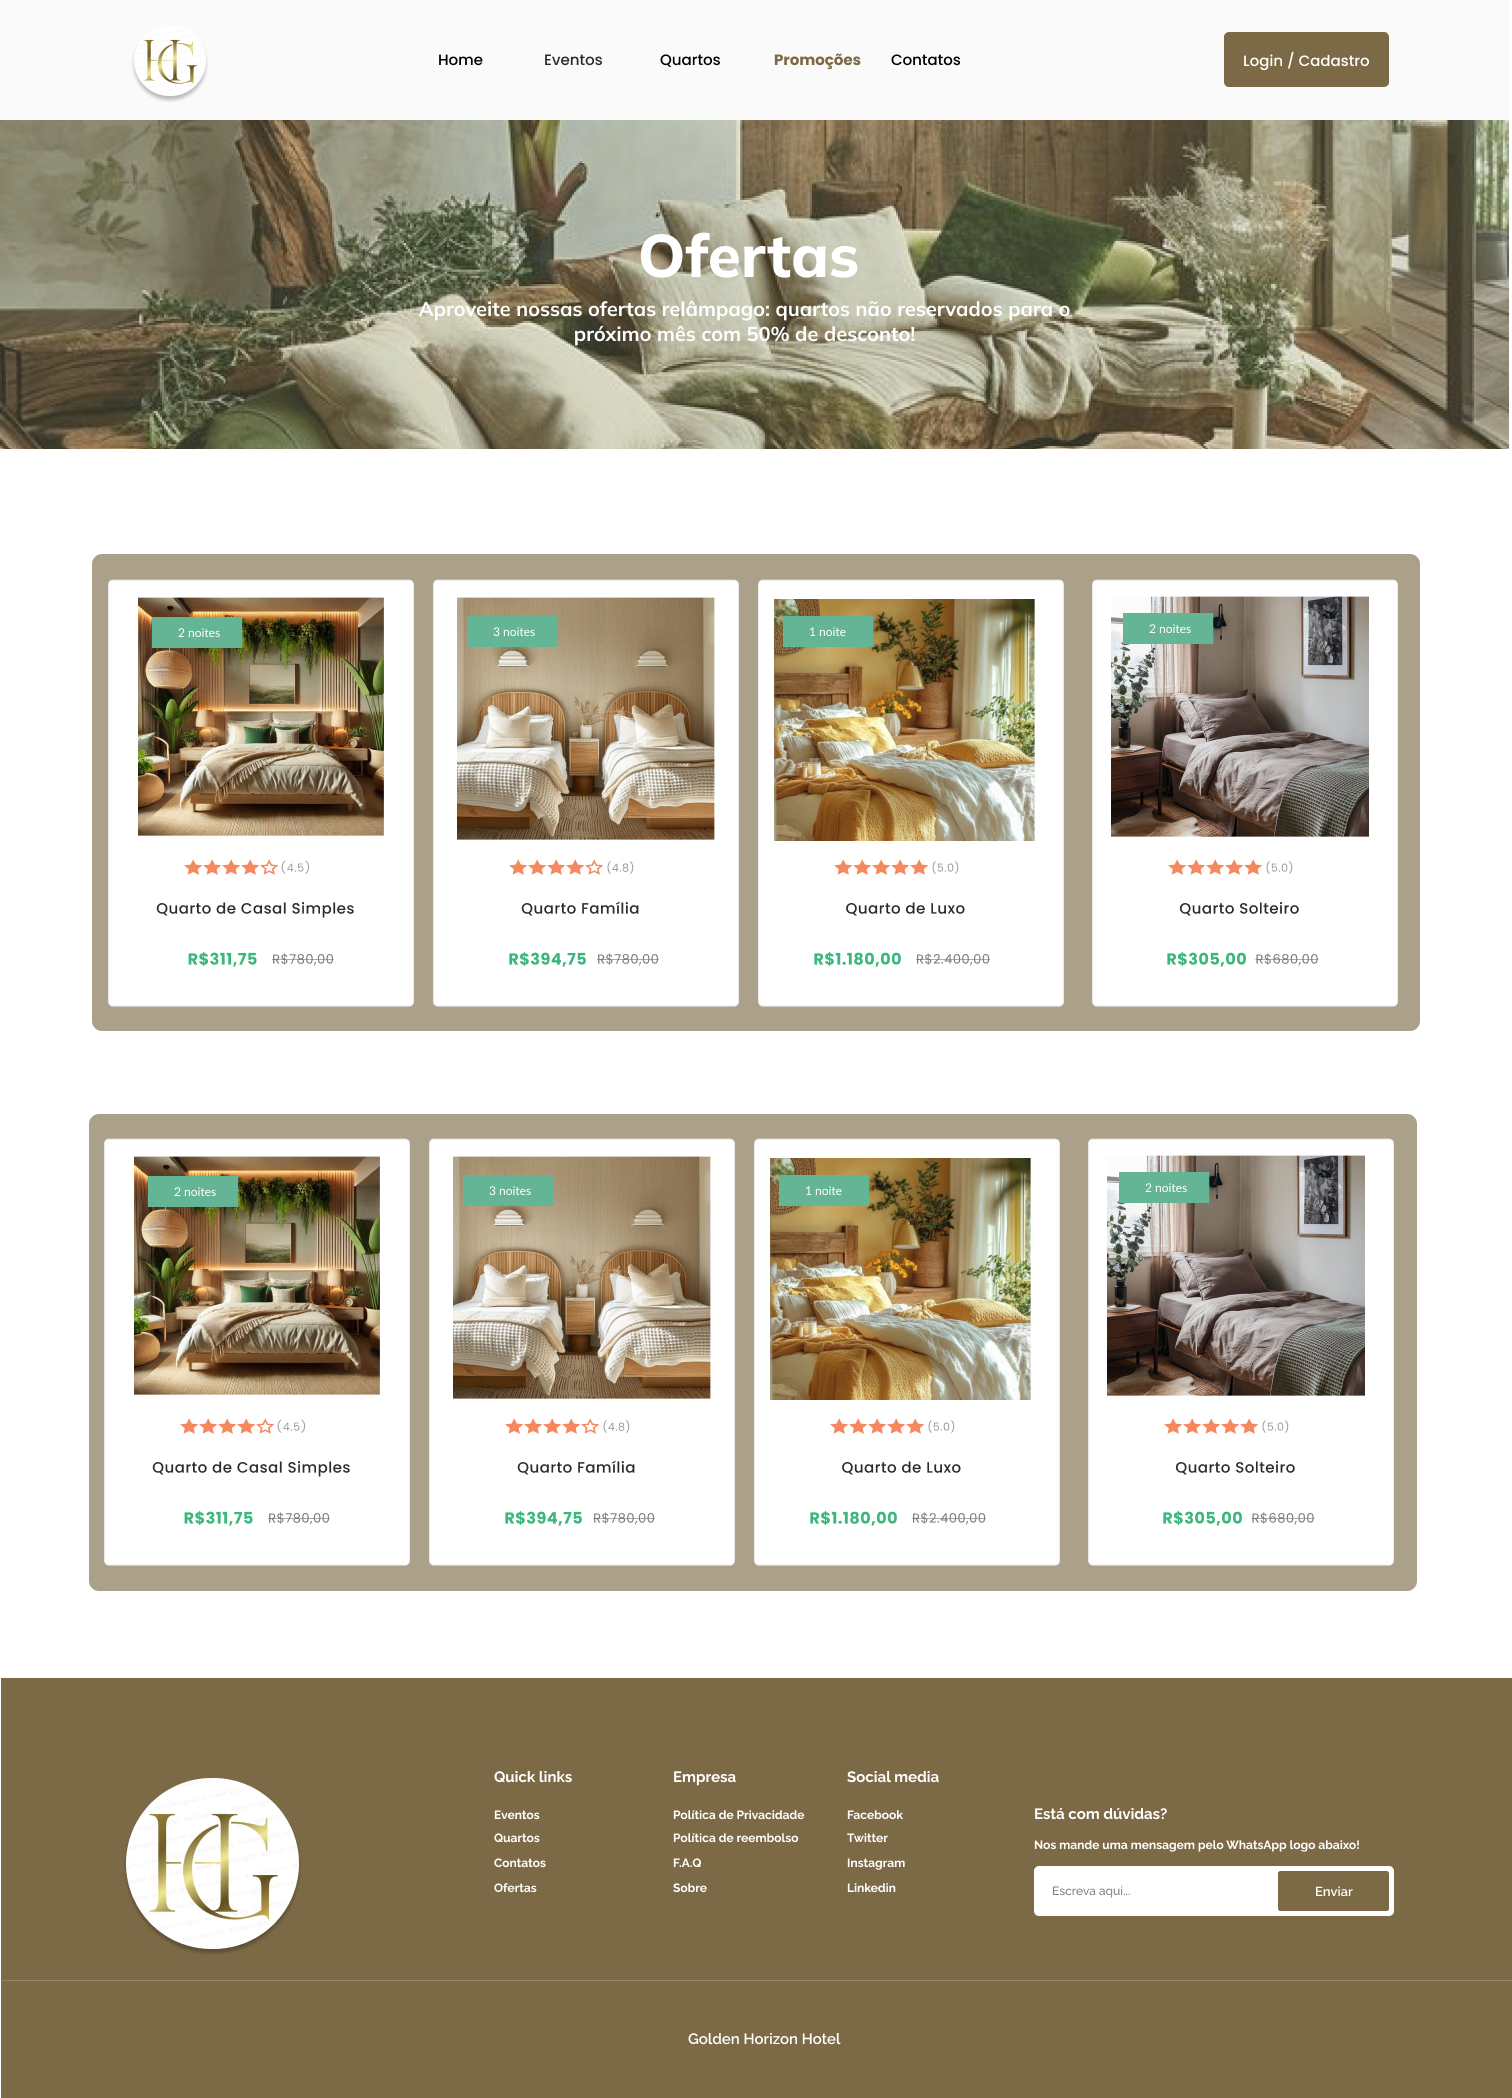 HG
Home
Eventos
Quartos
Promoções
Contatos
Login / Cadastro
Ofertas
Aproveite nossas ofertas relâmpago: quartos não reservados para o
próximo mês com 50% de desconto!
2 noites
3 noites
1 noite
2 noites
(4.5)
(4.8)
(5.0)
(5.0)
Quarto de Casal Simples
Quarto Família
Quarto de Luxo
Quarto Solteiro
R$311,75 R$780,00
R$394,75 R$780,00
R$1.180,00 R$2.400,00
R$305,00 R$680,00
2 noites
3 noites
1 noite
2 noites
(4.5)
(4.8)
(5.0)
(5.0)
Quarto de Casal Simples
Quarto Família
Quarto de Luxo
Quarto Solteiro
R$311,75 R$780,00
R$394,75 R$780,00
R$1.180,00 R$2.400,00
R$305,00 R$680,00
HG
Quick links
Eventos
Quartos
Contatos
Ofertas
Empresa
Política de Privacidade
Política de reembolso
F.A.Q
Sobre
Social media
Facebook
Twitter
Instagram
Linkedin
Está com dúvidas?
Nos mande uma mensagem pelo WhatsApp logo abaixo!
Escreva aqui...
Enviar
Golden Horizon Hotel